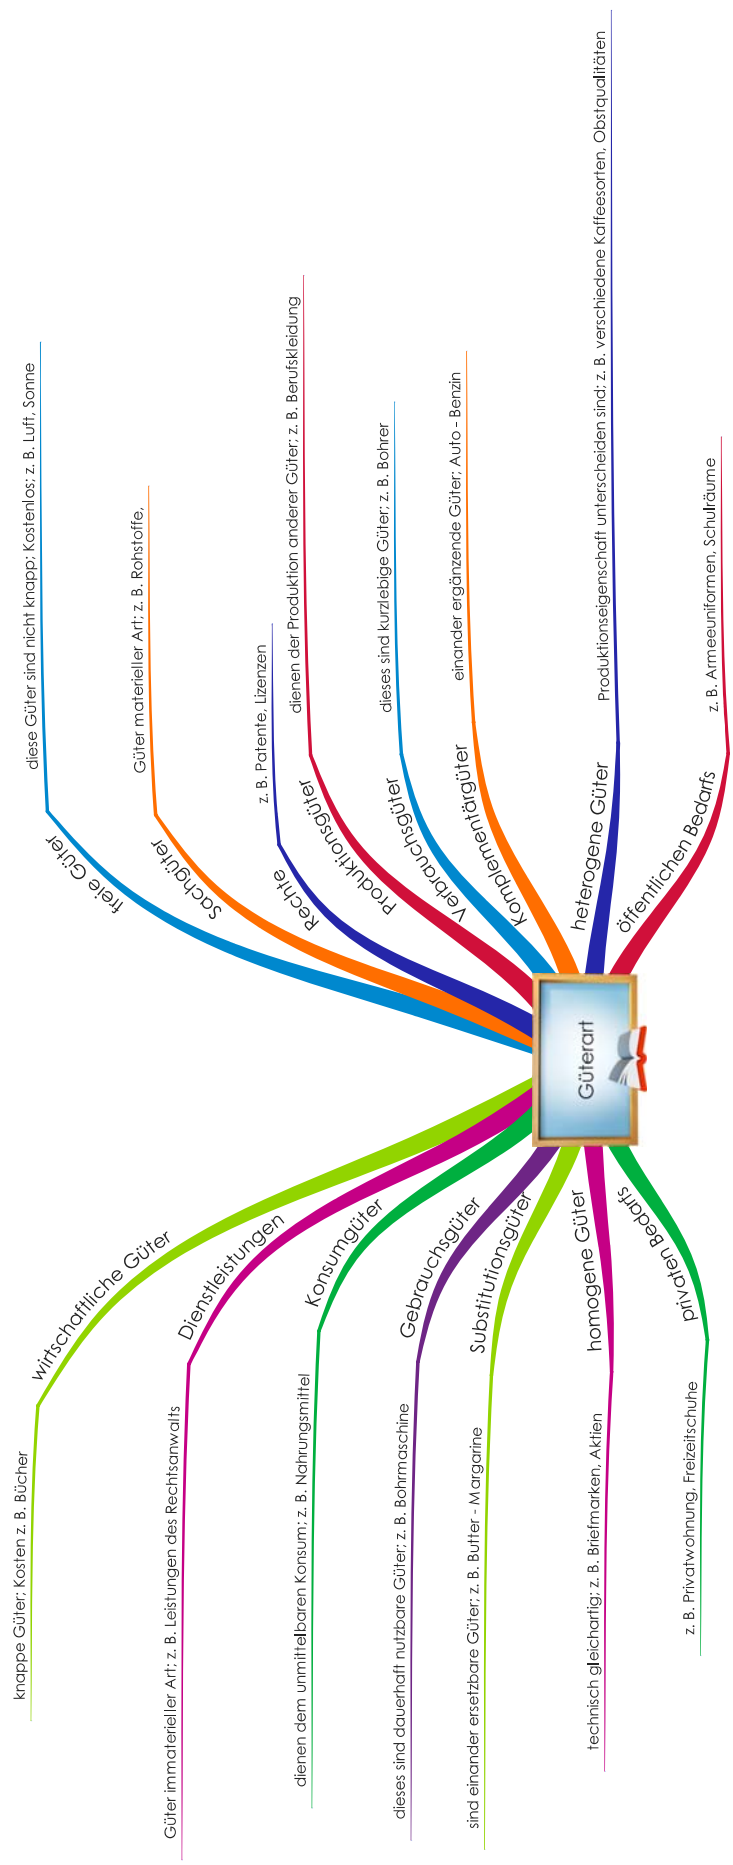 Güterart
freie Güter
diese Güter sind nicht knapp; Kostenlos; z. B. Luft, Sonne
Sachgüter
Güter materieller Art; z. B. Rohstoffe,
Rechte
z. B. Patente, Lizenzen
Produktionsgüter
dienen der Produktion anderer Güter; z. B. Berufskleidung
Verbrauchsgüter
dieses sind kurzlebige Güter; z. B. Bohrer
Komplementärgüter
einander ergänzende Güter; Auto - Benzin
heterogene Güter
Produktionseigenschaft unterscheiden sind; z. B. verschiedene Kaffeesorten, Obstqualitäten
öffentlichen Bedarfs
z. B. Armeeuniformen, Schulräume
wirtschaftliche Güter
knappe Güter; Kosten z. B. Bücher
Dienstleistungen
Güter immaterieller Art; z. B. Leistungen des Rechtsanwalts
Konsumgüter
dienen dem unmittelbaren Konsum; z. B. Nahrungsmittel
Gebrauchsgüter
dieses sind dauerhaft nutzbare Güter; z. B. Bohrmaschine
Substitutionsgüter
sind einander ersetzbare Güter; z. B. Butter - Margarine
homogene Güter
technisch gleichartig; z. B. Briefmarken, Aktien
privaten Bedarfs
z. B. Privatwohnung, Freizeitschuhe